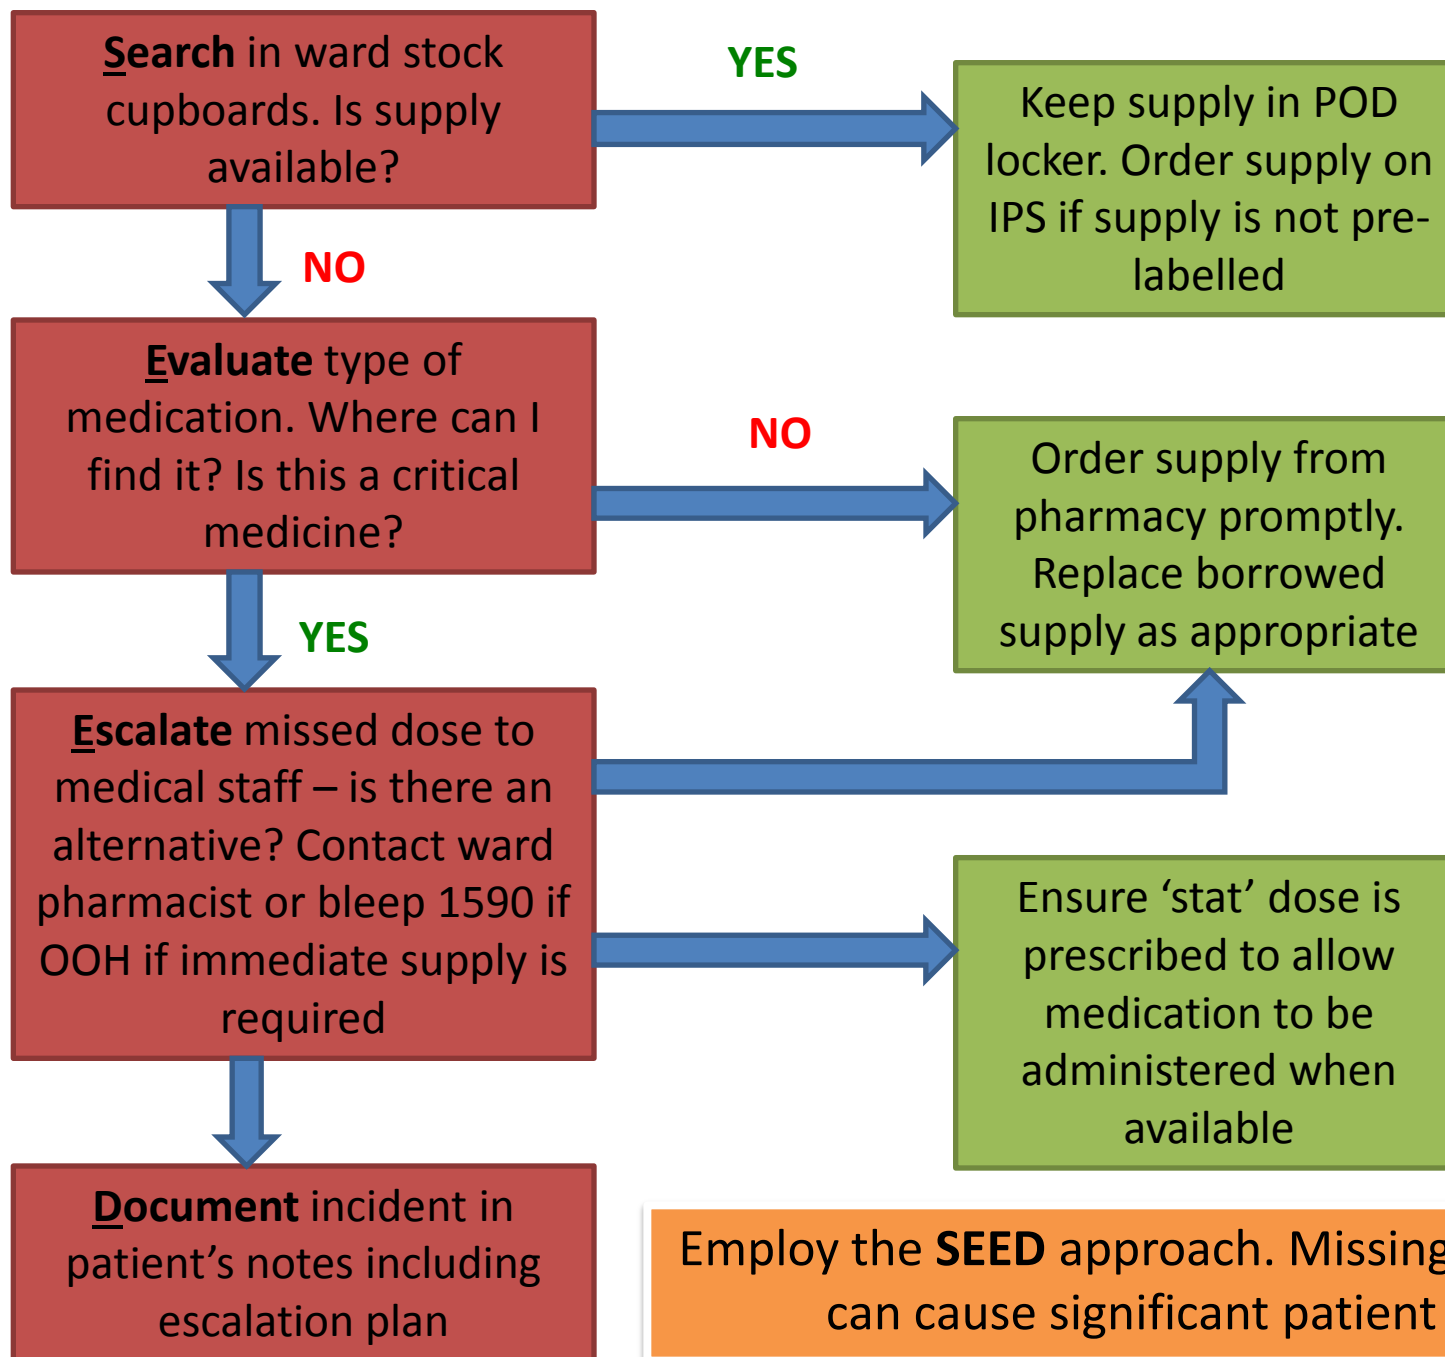 Search in ward stock
cupboards. Is supply
available?
YES
Keep supply in POD
locker. Order supply on
IPS if supply is not pre-
labelled
NO
Evaluate type of
medication. Where can I
find it? Is this a critical
medicine?
NO
Order supply from
pharmacy promptly.
Replace borrowed
supply as appropriate
YES
Escalate missed dose to
medical staff – is there an
alternative? Contact ward
pharmacist or bleep 1590 if
OOH if immediate supply is
required
Ensure ‘stat’ dose is
prescribed to allow
medication to be
administered when
available
Document incident in
patient’s notes including
escalation plan
Employ the SEED approach. Missing
can cause significant patient